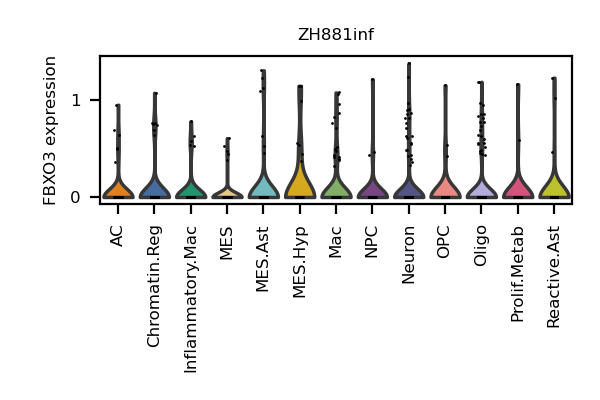 ZH881inf
FBXO3 expression
1
0
AC
Chromatin.Reg
Inflammatory.Mac
MES
MES.Ast
MES.Hyp
Mac
NPC
Neuron
OPC
Oligo
Prolif.Metab
Reactive.Ast